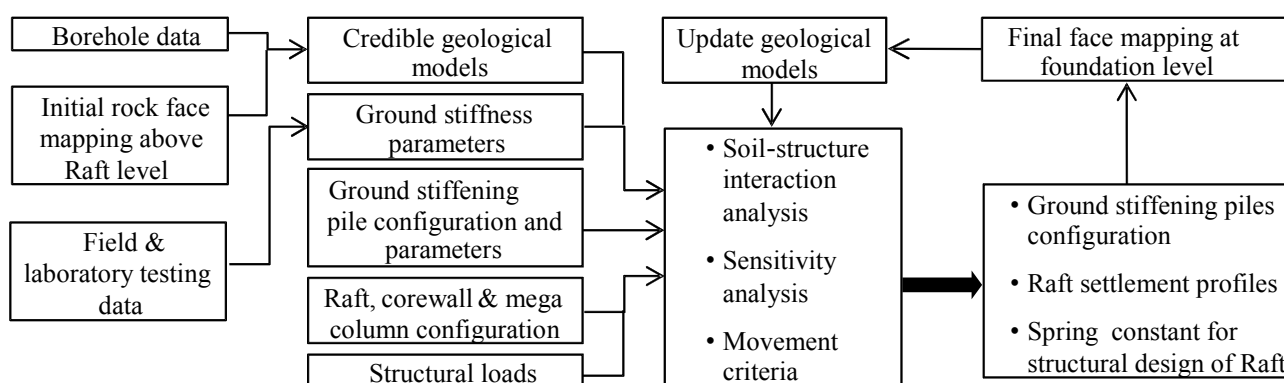 Borehole data
Initial rock face
mapping above
Raft level
Field &
laboratory testing
data
Credible geological
models
Ground stiffness
parameters
Ground stiffening
pile configuration and
parameters
Raft, corewall & mega
column configuration
Structural loads
Update geological
models
• Soil-structure
interaction
analysis
• Sensitivity
analysis
• Movement
criteria
Final face mapping at
foundation level
• Ground stiffening piles
configuration
• Raft settlement profiles
• Spring constant for
structural design of Raft